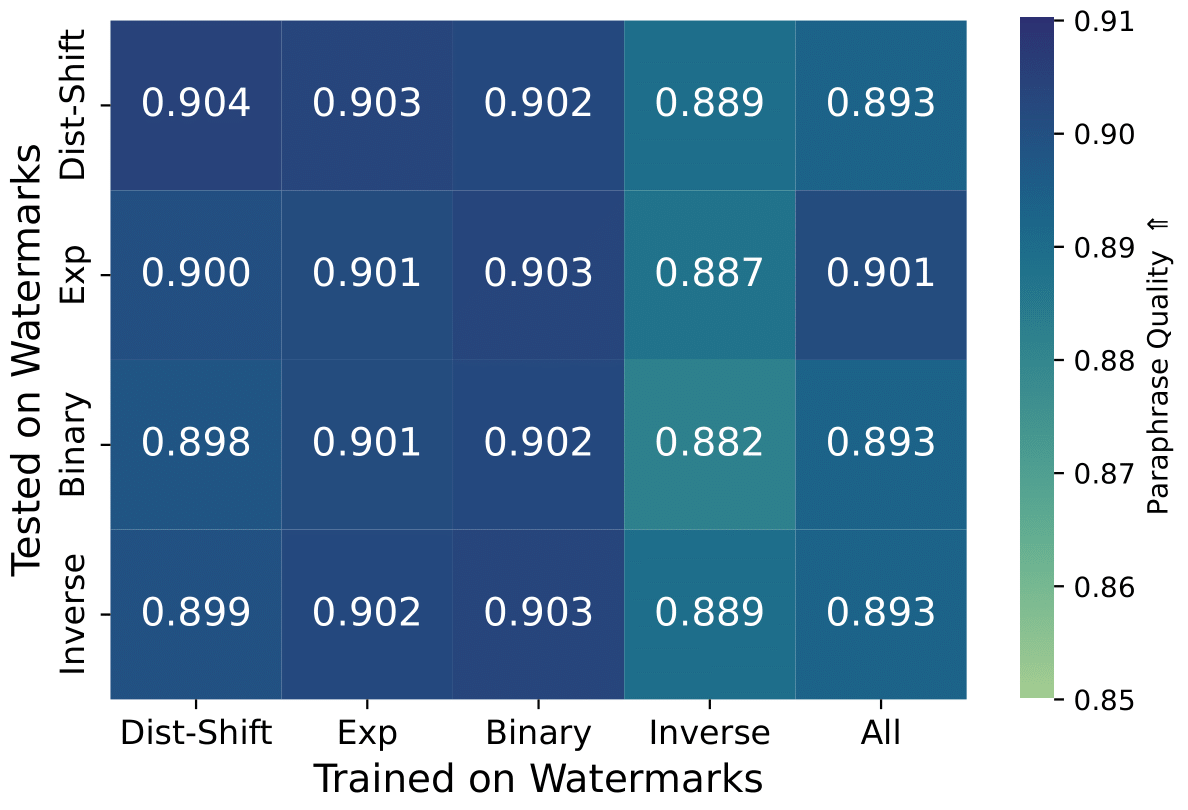 Tested on Watermarks
Dist-Shift
Exp
Binary
Inverse
0.904 0.903 0.902 0.889 0.893
0.900 0.901 0.903 0.887 0.901
0.898 0.901 0.902 0.882 0.893
0.899 0.902 0.903 0.889 0.893
Dist-Shift Exp Binary Inverse All
Trained on Watermarks
0.91
0.90
0.89
0.88
0.87
0.86
0.85
Paraphrase Quality ⇑